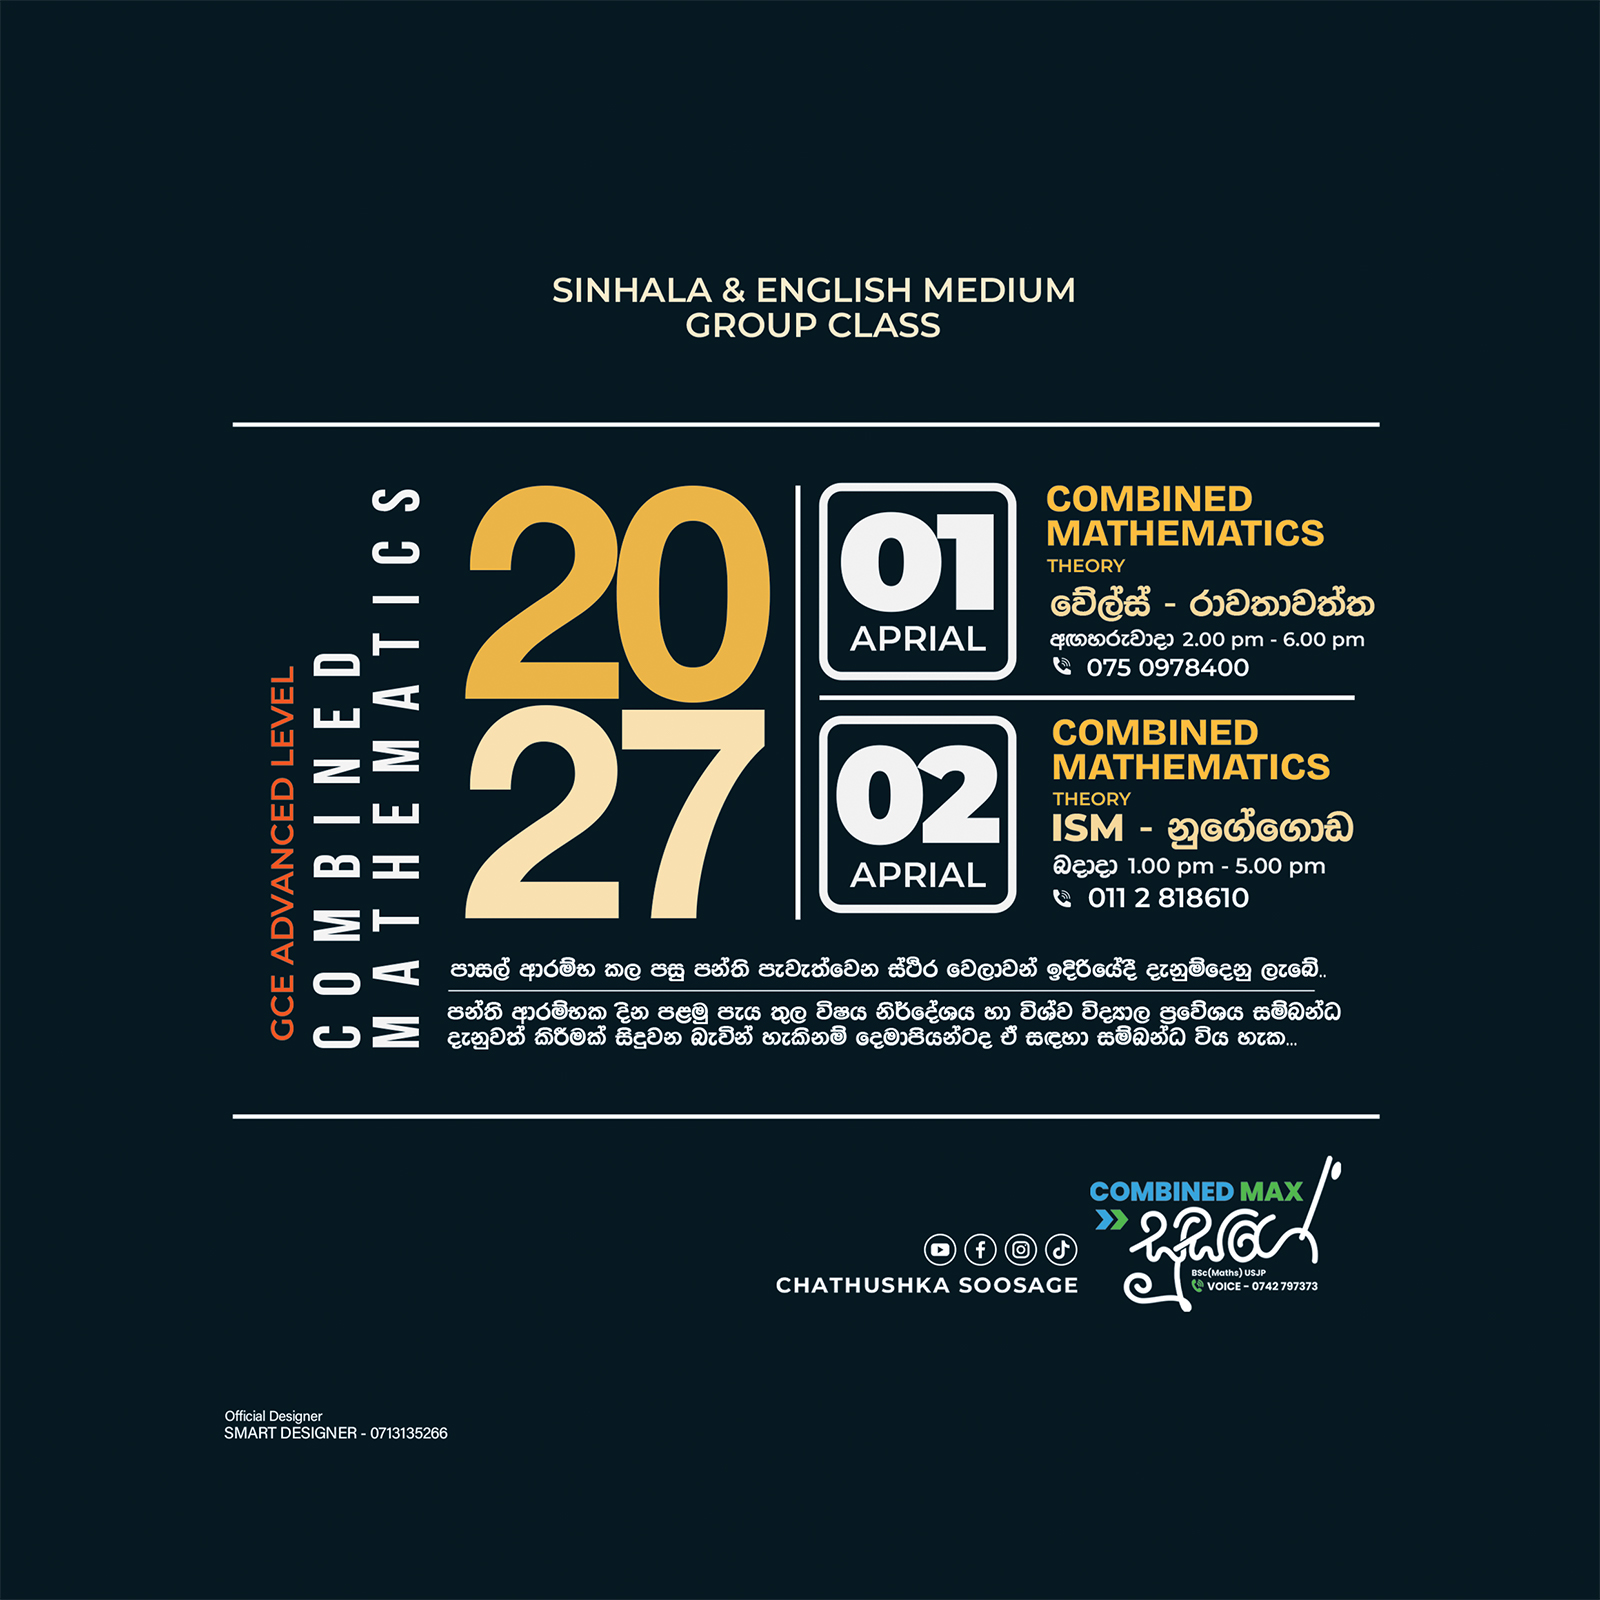 SINHALA & ENGLISH MEDIUM
GROUP CLASS
GCE ADVANCED LEVEL
COMBINED
MATHEMATICS
20
27
01
APRIAL
COMBINED
MATHEMATICS
THEORY
වේල්ස් - රාවතාවත්ත
අඟහරුවාදා 2.00 pm - 6.00 pm
075 0978400
02
APRIAL
COMBINED
MATHEMATICS
THEORY
ISM - නුගේගොඩ
බදාදා 1.00 pm - 5.00 pm
011 2 818610
පාසල් ආරම්භ කල පසු පන්ති පැවැත්වෙන ස්ථිර වෙලාවන් ඉදිරියේදී දැනුම්දෙනු ලැබේ..
පන්ති ආරම්භක දින පළමු පැය තුල විෂය නිර්දේශය හා විශ්ව විද්‍යාල ප්‍රවේශය සම්බන්ධ
දැනුවත් කිරීමක් සිදුවන බැවින් හැකිනම් දෙමාපියන්ටද ඒ සඳහා සම්බන්ධ විය හැක...
COMBINED MAX
සූසගේ
BSc(Maths) USJP
VOICE - 0742 797373
CHATHUSHKA SOOSAGE
Official Designer
SMART DESIGNER - 0713135266